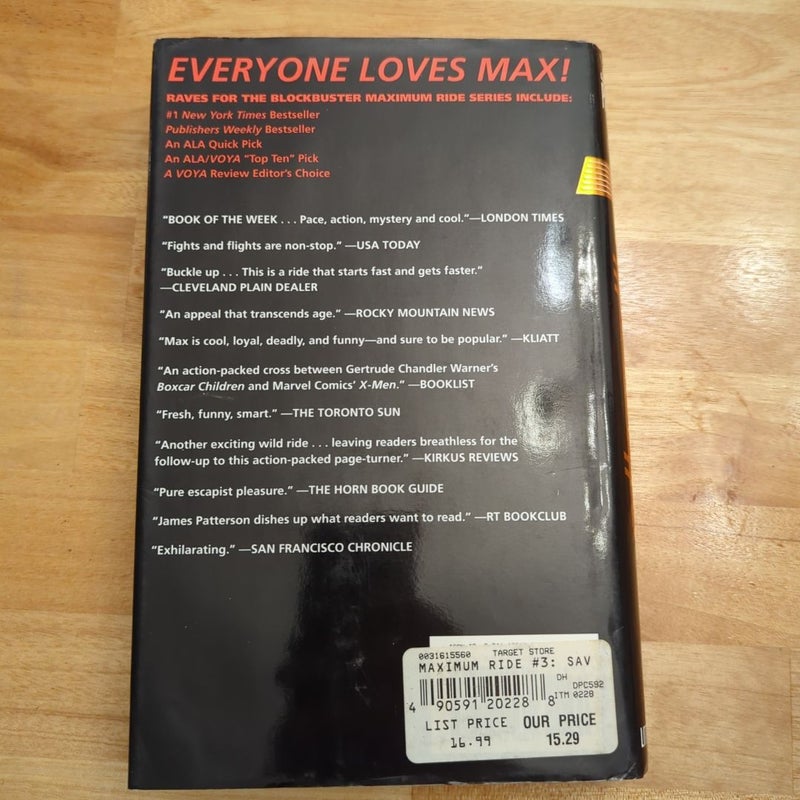 EVERYONE LOVES MAX!
RAVES FOR THE BLOCKBUSTER MAXIMUM RIDE SERIES INCLUDE:
#1 New York Times Bestseller
Publishers Weekly Bestseller
An ALA Quick Pick
An ALA/VOYA “Top Ten” Pick
A VOYA Review Editor’s Choice
“BOOK OF THE WEEK . . . Pace, action, mystery and cool.”—LONDON TIMES
“Fights and flights are non-stop.” —USA TODAY
“Buckle up . . . This is a ride that starts fast and gets faster.”
—CLEVELAND PLAIN DEALER
“An appeal that transcends age.” —ROCKY MOUNTAIN NEWS
“Max is cool, loyal, deadly, and funny—and sure to be popular.” —KLIATT
“An action-packed cross between Gertrude Chandler Warner’s
Boxcar Children and Marvel Comics’ X-Men.” —BOOKLIST
“Fresh, funny, smart.” —THE TORONTO SUN
“Another exciting wild ride . . . leaving readers breathless for the
follow-up to this action-packed page-turner.” —KIRKUS REVIEWS
“Pure escapist pleasure.” —THE HORN BOOK GUIDE
“James Patterson dishes up what readers want to read.” —RT BOOKCLUB
“Exhilarating.” —SAN FRANCISCO CHRONICLE
0031615560 TARGET STORE
MAXIMUM RIDE #3: SAV
DH
DPC592
ITM 0228
4 90591 20228 8
LIST PRICE OUR PRICE
16.99 15.29